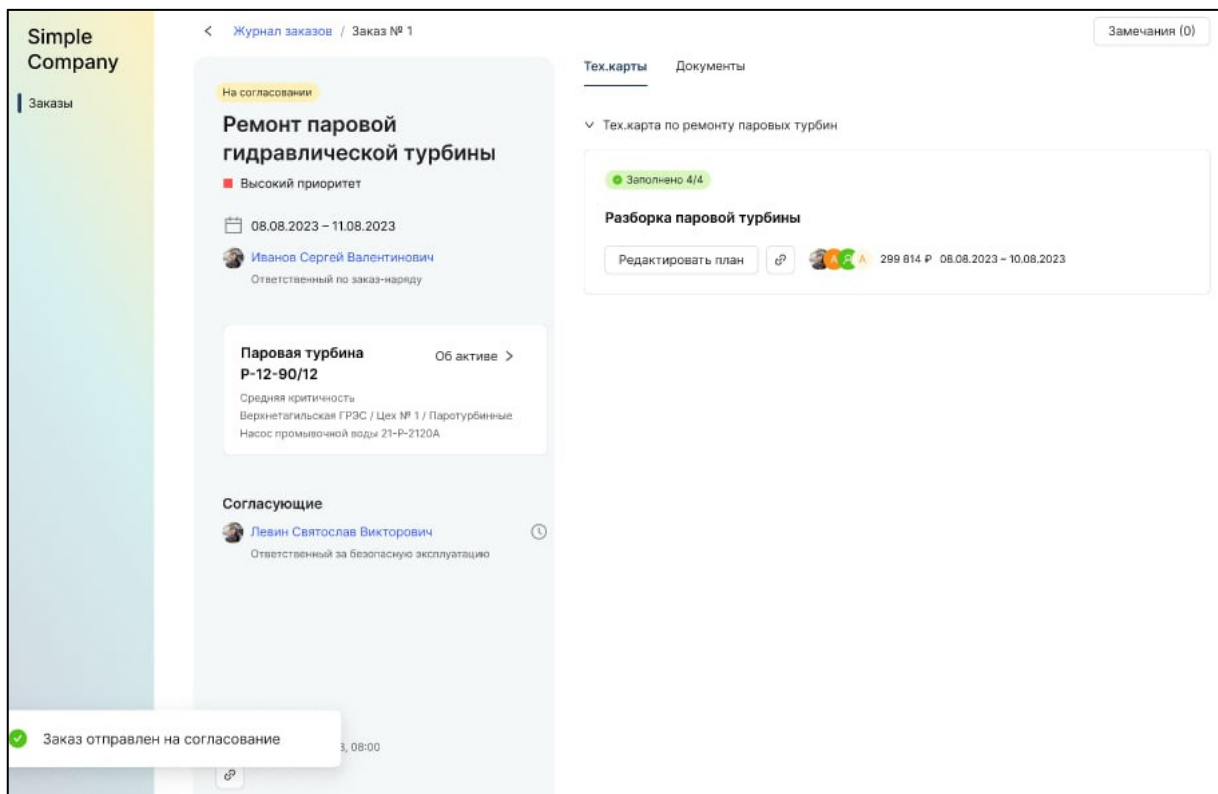 Simple
Company
Заказы
Журнал заказов / Заказ № 1
Замечания (0)
На согласовании
Ремонт паровой
гидравлической турбины
Высокий приоритет
08.08.2023 – 11.08.2023
Иванов Сергей Валентинович
Ответственный по заказ-наряду
Паровая турбина
Р-12-90/12
Об активе
Средняя критичность
Верхнетагильская ГРЭС / Цех № 1 / Паротурбинные
Насос промывочной воды 21-Р-2120А
Согласующие
Левин Святослав Викторович
Ответственный за безопасную эксплуатацию
Тех.карты Документы
Тех.карта по ремонту паровых турбин
Заполнено 4/4
Разборка паровой турбины
Редактировать план
299 814 ₽ 08.08.2023 – 10.08.2023
Заказ отправлен на согласование
, 08:00